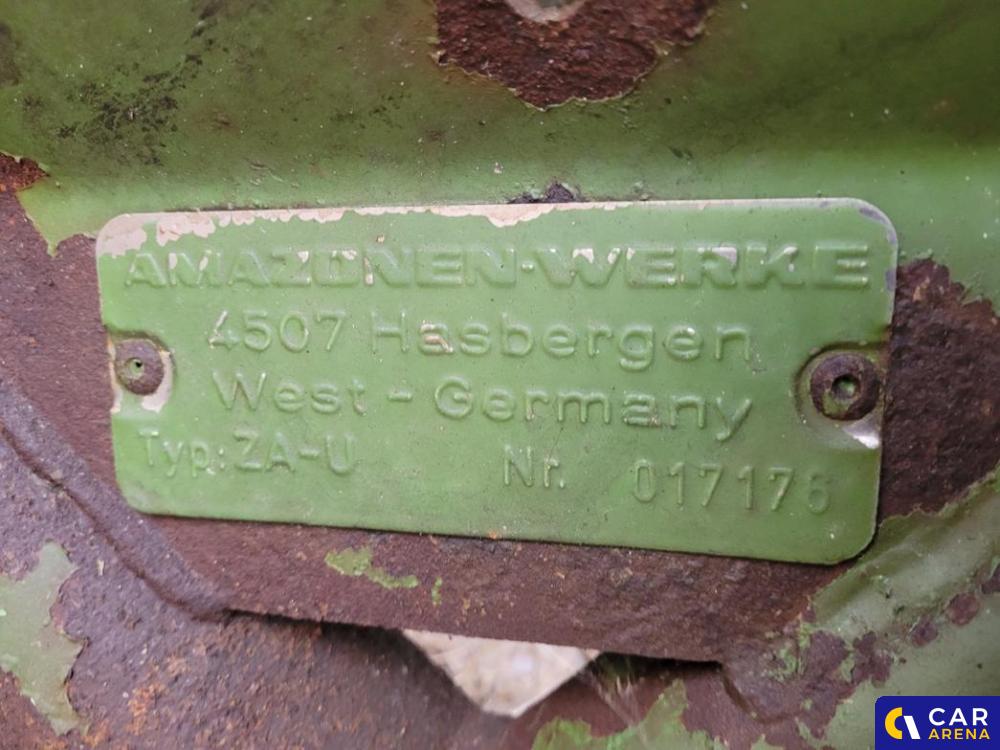 AMAZONEN-WERKE
4507 Hasbergen
West - Germany
Typ: ZA-U Nr. 017176
CAR
ARENA